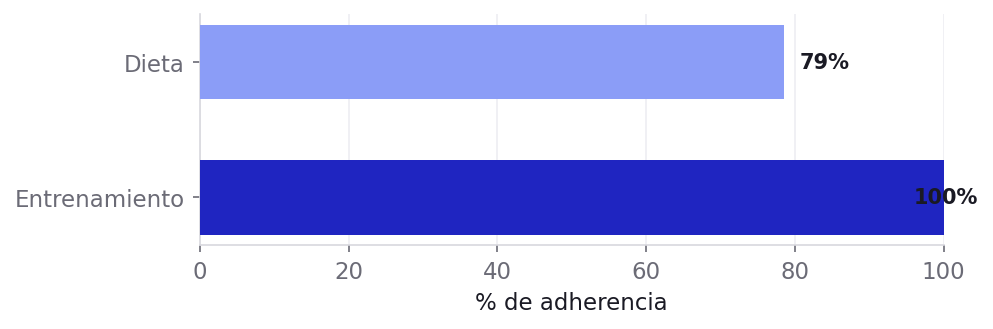 Dieta
79%
Entrenamiento
100%
0 20 40 60 80 100
% de adherencia